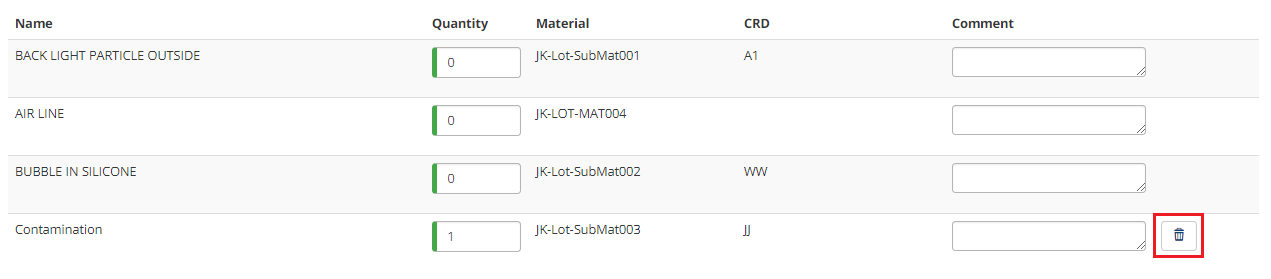 Name Quantity Material CRD Comment
BACK LIGHT PARTICLE OUTSIDE 0 JK-Lot-SubMat001 A1
AIR LINE 0 JK-LOT-MAT004
BUBBLE IN SILICONE 0 JK-Lot-SubMat002 WW
Contamination 1 JK-Lot-SubMat003 JJ